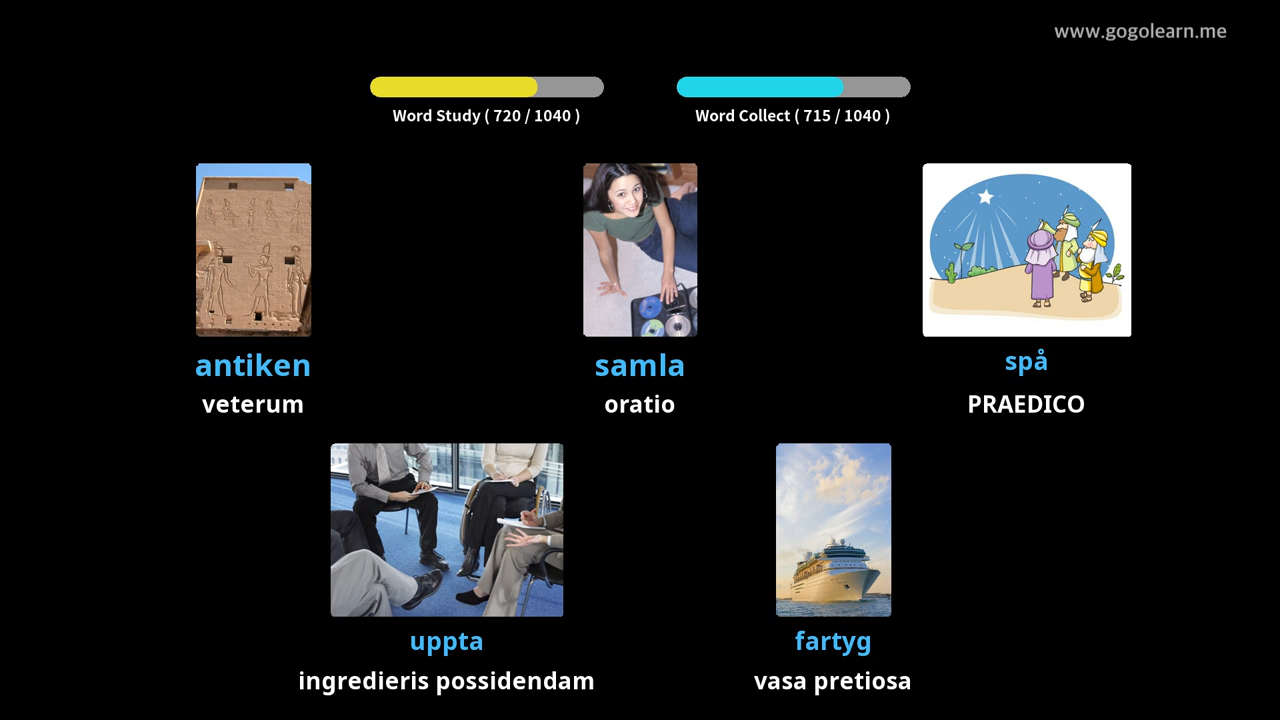 www.gogolearn.me
Word Study ( 720 / 1040 )
Word Collect ( 715 / 1040 )
antiken
veterum
samla
oratio
spå
PRAEDICO
uppta
ingredieris possidendam
fartyg
vasa pretiosa